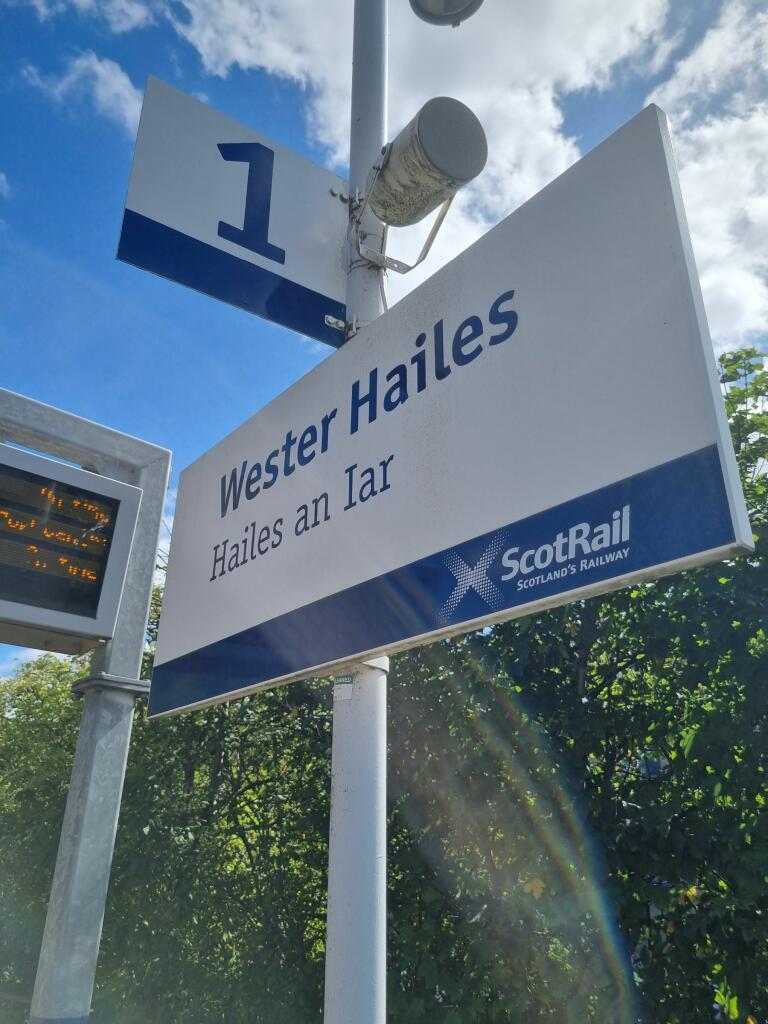 1
Wester Hailes
Hailes an Iar
ScotRail
SCOTLAND'S RAILWAY